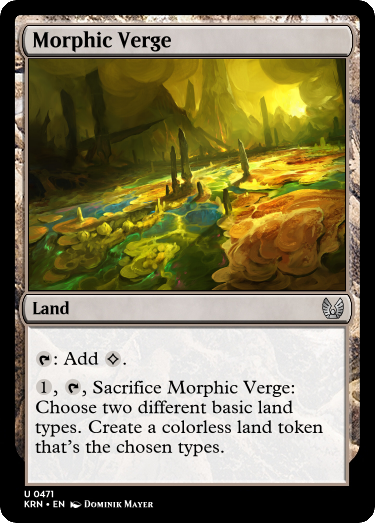 Morphic Verge
Land
: Add .
1, , Sacrifice Morphic Verge:
Choose two different basic land
types. Create a colorless land token
that's the chosen types.
U 0471
KRN • EN Dominik Mayer